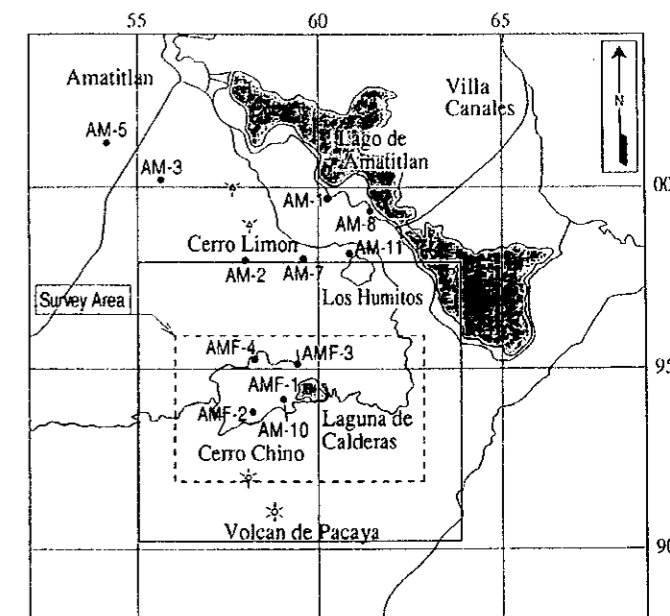 55 60 65
Amatitlan
Villa
Canales
N
AM-5
Lago de
Amatitlan
AM-3
00
AM-1
AM-8
Cerro Limon
AM-11
AM-2
AM-7
Survey Area
Los Humitos
AMF-4
AMF-3
95
AMF-1
AMF-2
Laguna de
Calderas
AM-10
Cerro Chino
Volcan de Pacaya
90